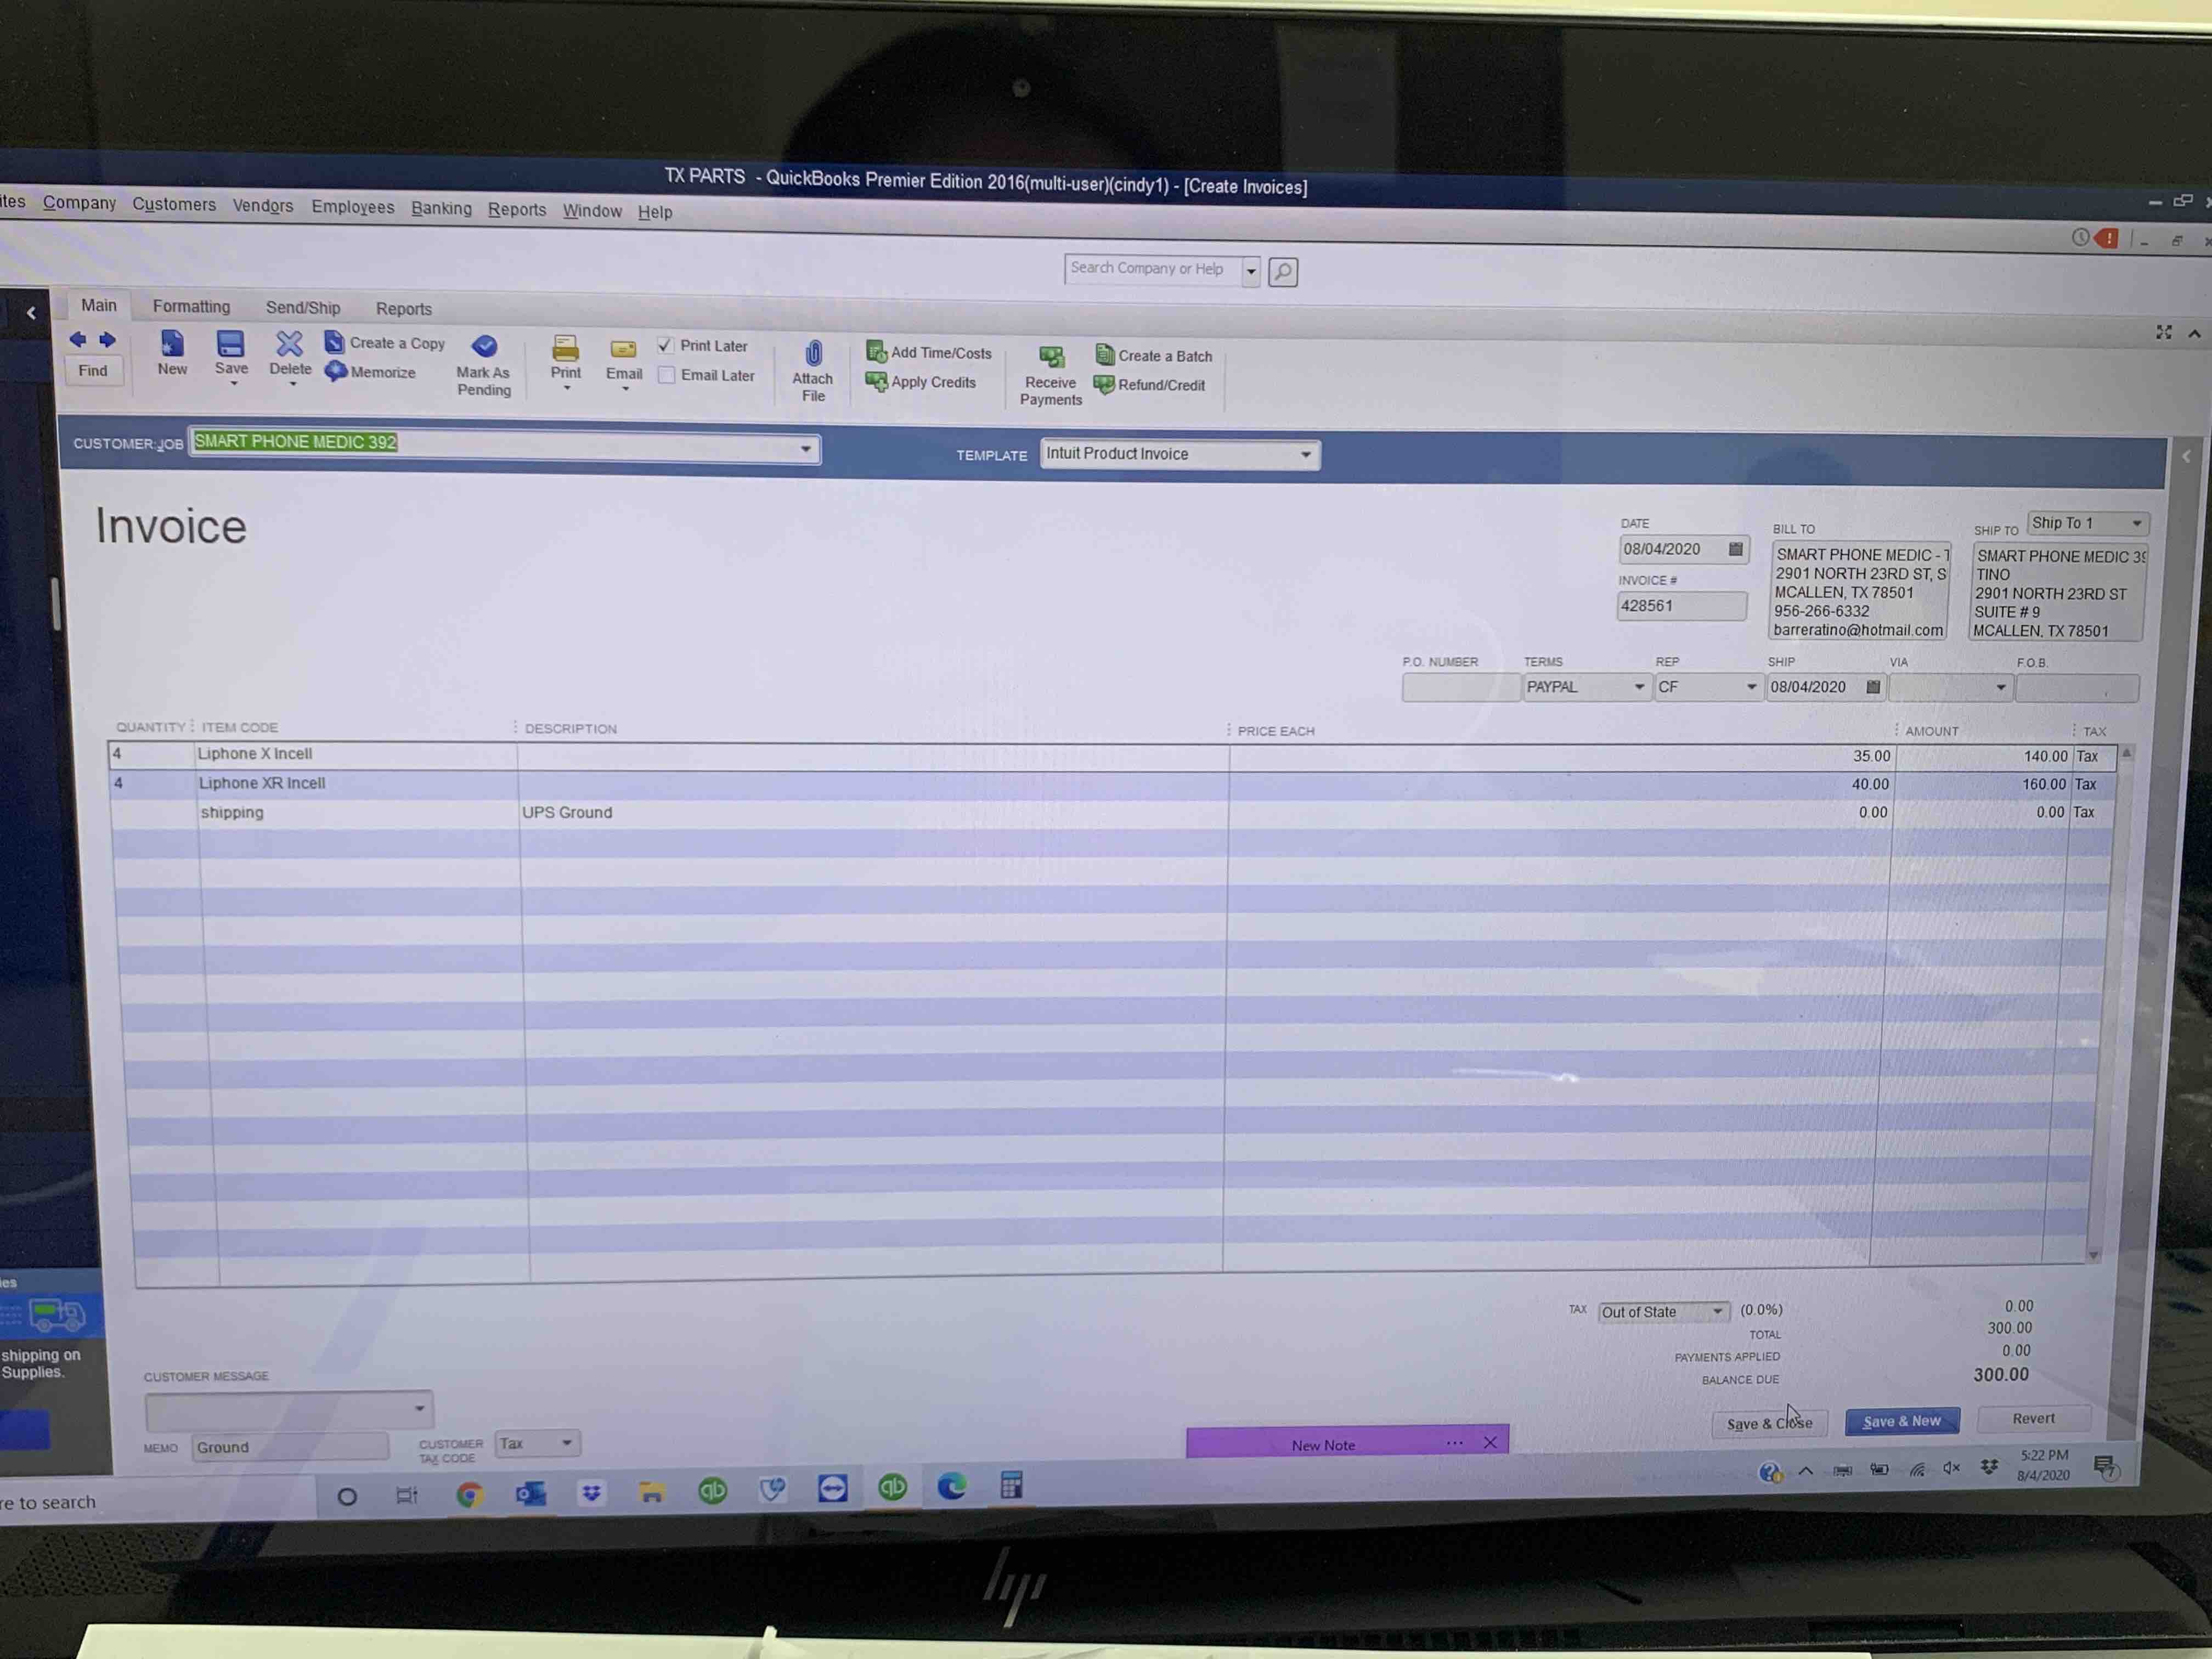 TX PARTS - QuickBooks Premier Edition 2016(multi-user)(cindy1) - [Create Invoices]
ites Company Customers Vendors Employees Banking Reports Window Help
Search Company or Help
Main Formatting Send/Ship Reports
Find New Save Delete Create a Copy Memorize Mark As Pending Print Email Print Later Email Later Attach File Add Time/Costs Apply Credits Receive Payments Create a Batch Refund/Credit
CUSTOMER:JOB SMART PHONE MEDIC 392 TEMPLATE Intuit Product Invoice
Invoice
DATE
08/04/2020
INVOICE #
428561
BILL TO
SMART PHONE MEDIC - T
2901 NORTH 23RD ST, S
MCALLEN, TX 78501
956-266-6332
barreratino@hotmail.com
SHIP TO Ship To 1
SMART PHONE MEDIC 39
TINO
2901 NORTH 23RD ST
SUITE # 9
MCALLEN, TX 78501
P.O. NUMBER TERMS REP SHIP VIA F.O.B.
PAYPAL CF 08/04/2020
QUANTITY ITEM CODE DESCRIPTION PRICE EACH AMOUNT TAX
4 Liphone X Incell 35.00 140.00 Tax
4 Liphone XR Incell 40.00 160.00 Tax
shipping UPS Ground 0.00 0.00 Tax
TAX Out of State (0.0%) 0.00
TOTAL 300.00
PAYMENTS APPLIED 0.00
BALANCE DUE 300.00
ies
shipping on
Supplies.
CUSTOMER MESSAGE
MEMO Ground CUSTOMER TAX CODE Tax
Save & Close Save & New Revert
New Note
re to search
5:22 PM
8/4/2020
7
hp